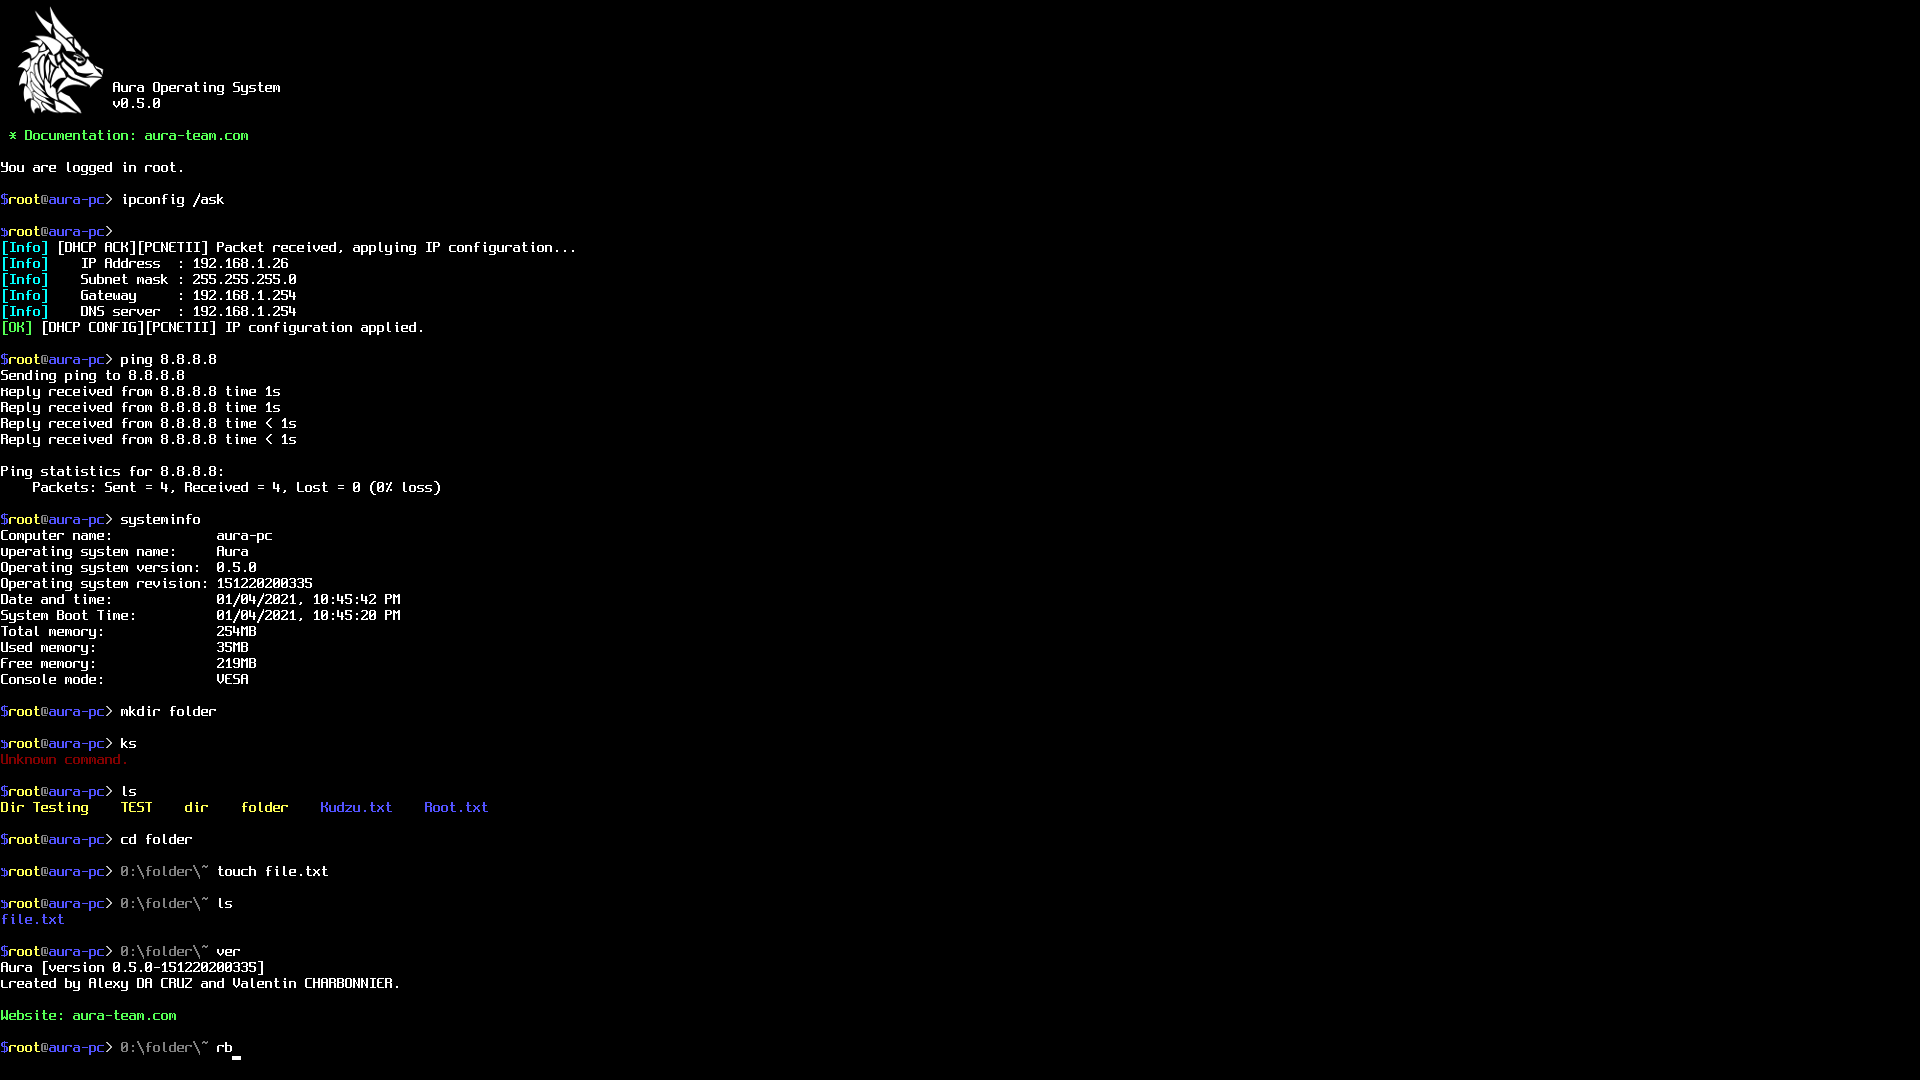 Aura Operating System
v0.5.0
* Documentation: aura-team.com
You are logged in root.
$root@aura-pc> ipconfig /ask
$root@aura-pc>
[Info] [DHCP ACK][PCNETII] Packet received, applying IP configuration...
[Info]    IP Address  : 192.168.1.26
[Info]    Subnet mask : 255.255.255.0
[Info]    Gateway     : 192.168.1.254
[Info]    DNS server  : 192.168.1.254
[OK] [DHCP CONFIG][PCNETII] IP configuration applied.
$root@aura-pc> ping 8.8.8.8
Sending ping to 8.8.8.8
Reply received from 8.8.8.8 time 1s
Reply received from 8.8.8.8 time 1s
Reply received from 8.8.8.8 time < 1s
Reply received from 8.8.8.8 time < 1s
Ping statistics for 8.8.8.8:
    Packets: Sent = 4, Received = 4, Lost = 0 (0% loss)
$root@aura-pc> systeminfo
Computer name:             aura-pc
Operating system name:     Aura
Operating system version:  0.5.0
Operating system revision: 151220200335
Date and time:             01/04/2021, 10:45:42 PM
System Boot Time:          01/04/2021, 10:45:20 PM
Total memory:              254MB
Used memory:               35MB
Free memory:               219MB
Console mode:              VESA
$root@aura-pc> mkdir folder
$root@aura-pc> ks
Unknown command.
$root@aura-pc> ls
Dir Testing    TEST    dir    folder    Kudzu.txt    Root.txt
$root@aura-pc> cd folder
$root@aura-pc> 0:\folder\~ touch file.txt
$root@aura-pc> 0:\folder\~ ls
file.txt
$root@aura-pc> 0:\folder\~ ver
Aura [version 0.5.0-151220200335]
Created by Alexy DA CRUZ and Valentin CHARBONNIER.
Website: aura-team.com
$root@aura-pc> 0:\folder\~ rb_